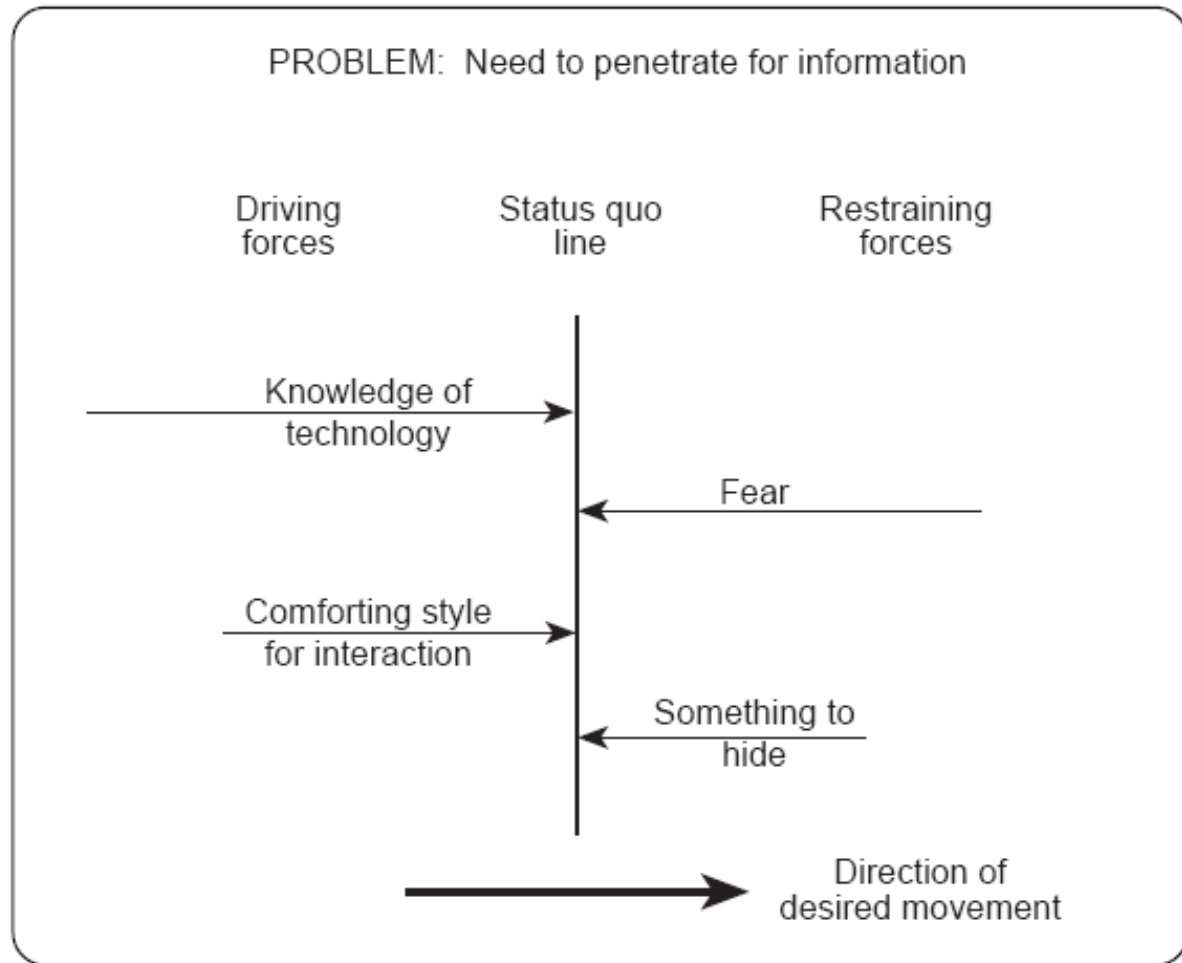 PROBLEM: Need to penetrate for information
Driving
forces
Status quo
line
Restraining
forces
Knowledge of
technology
Fear
Comforting style
for interaction
Something to
hide
Direction of
desired movement